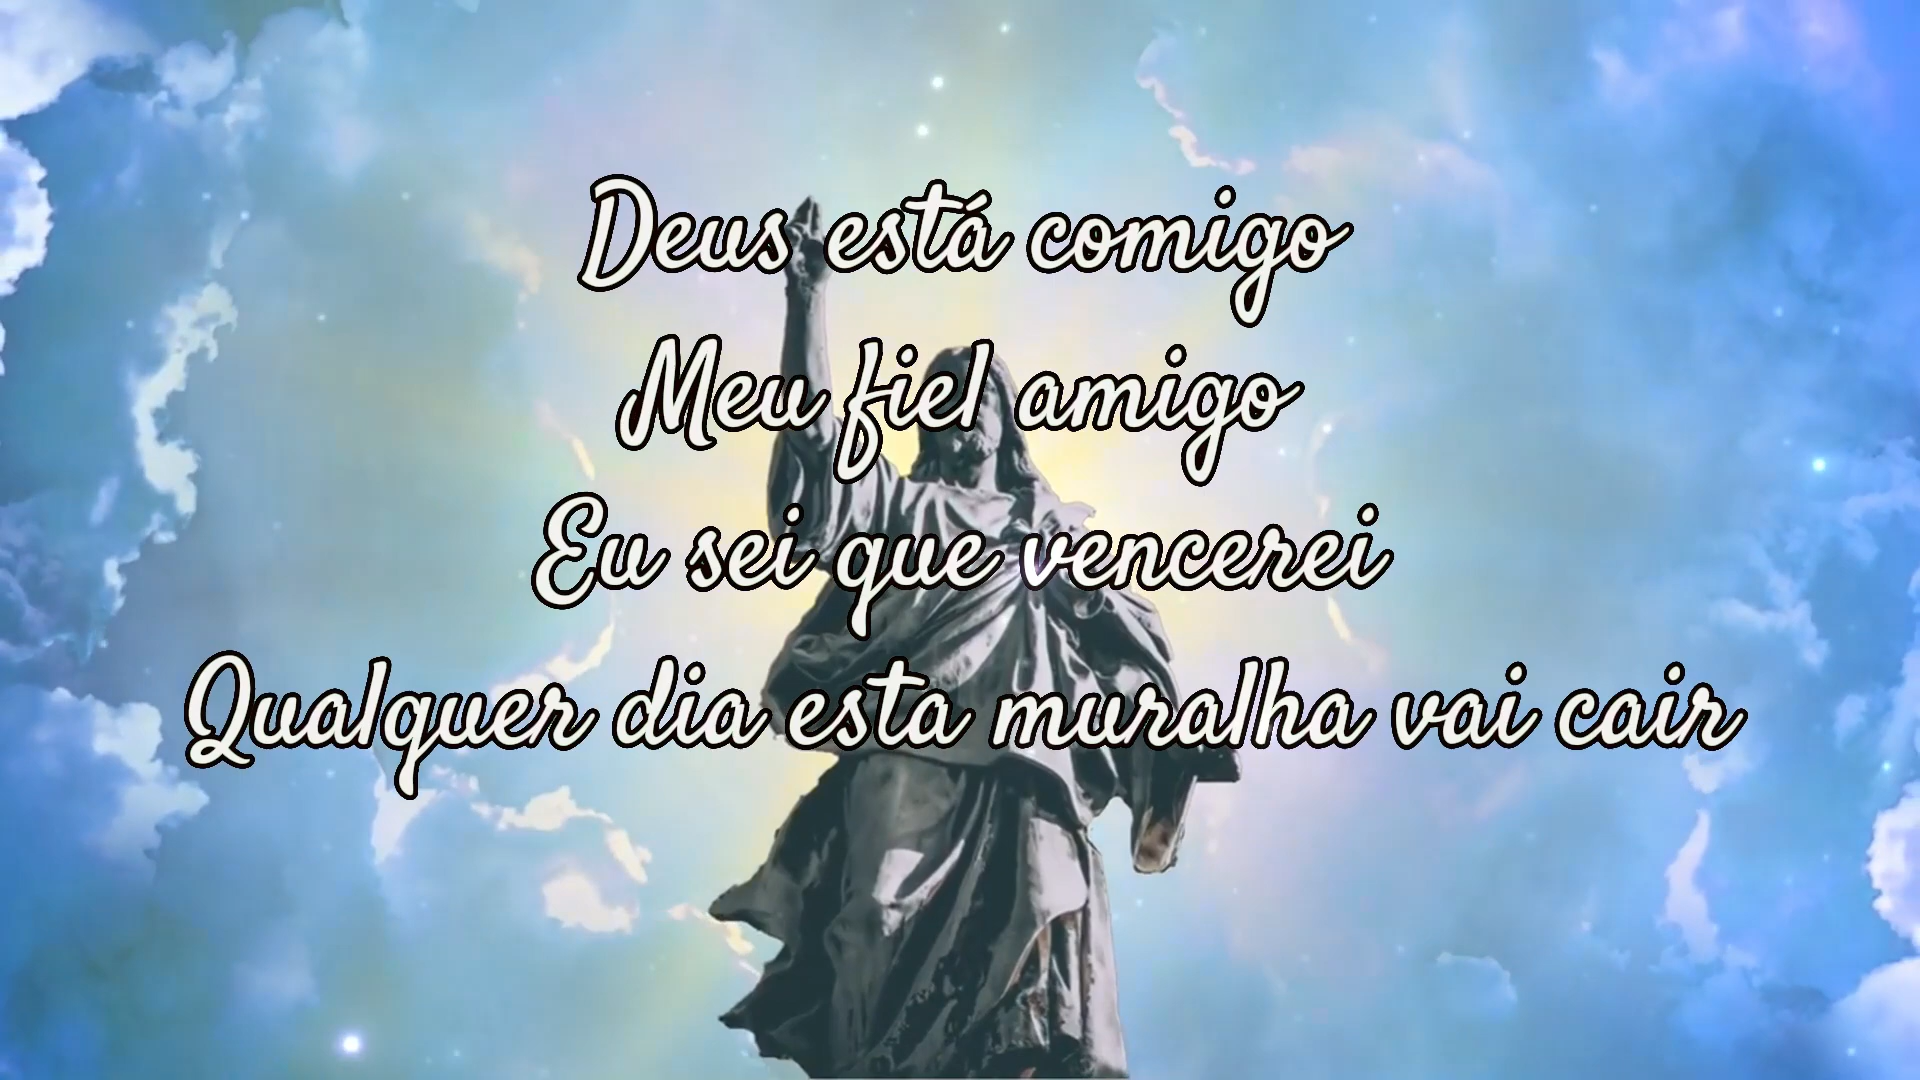 Deus está comigo
Meu fiel amigo
Eu sei que vencerei
Qualquer dia esta muralha vai cair